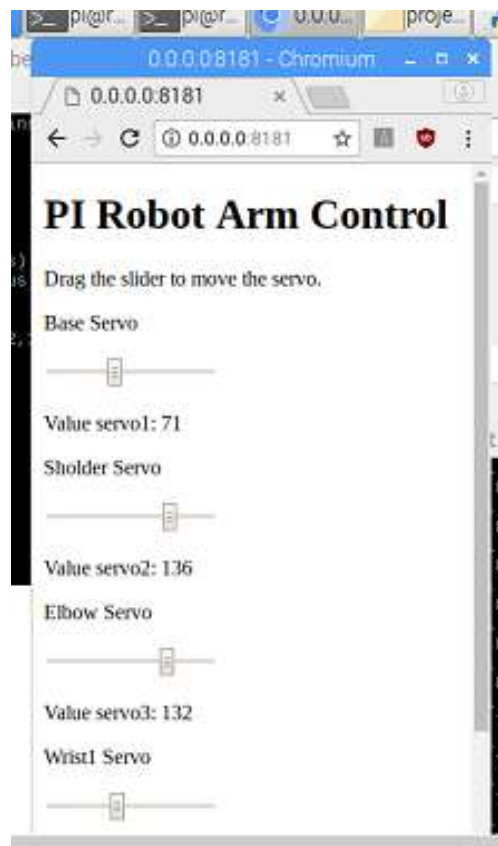 pi@r... pi@r... 0.0.0... proje...
0.0.0.0:8181 - Chromium
0.0.0.0:8181
0.0.0.0:8181
PI Robot Arm Control
Drag the slider to move the servo.
Base Servo
Value servo1: 71
Sholder Servo
Value servo2: 136
Elbow Servo
Value servo3: 132
Wrist1 Servo